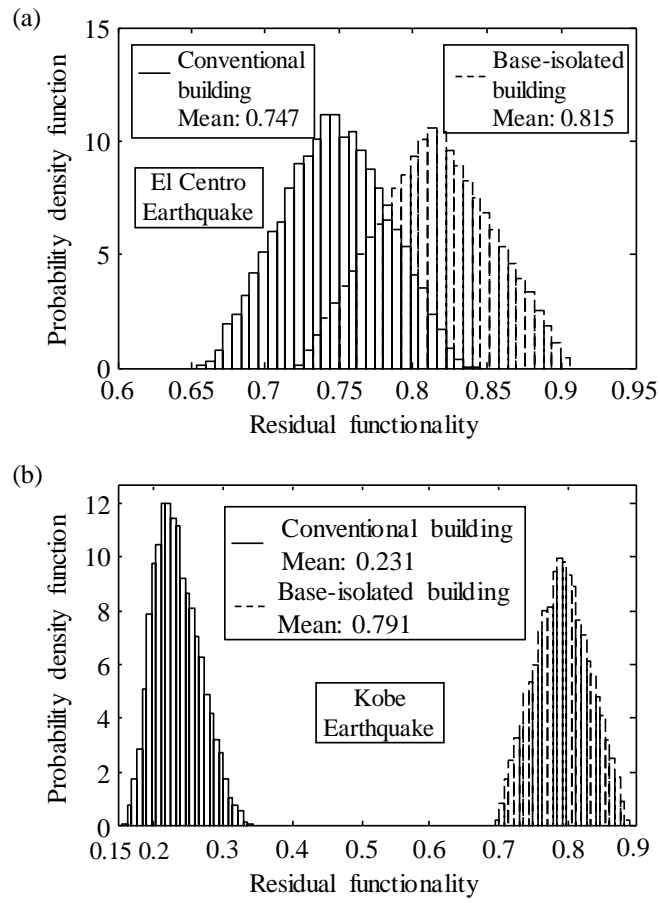 (a)
15
10
5
0
Probability density function
Conventional
building
Mean: 0.747
Base-isolated
building
Mean: 0.815
El Centro
Earthquake
0.6 0.65 0.7 0.75 0.8 0.85 0.9 0.95
Residual functionality
(b)
12
10
8
6
4
2
0
Probability density function
Conventional building
Mean: 0.231
Base-isolated building
Mean: 0.791
Kobe
Earthquake
0.15 0.2 0.3 0.4 0.5 0.6 0.7 0.8 0.9
Residual functionality